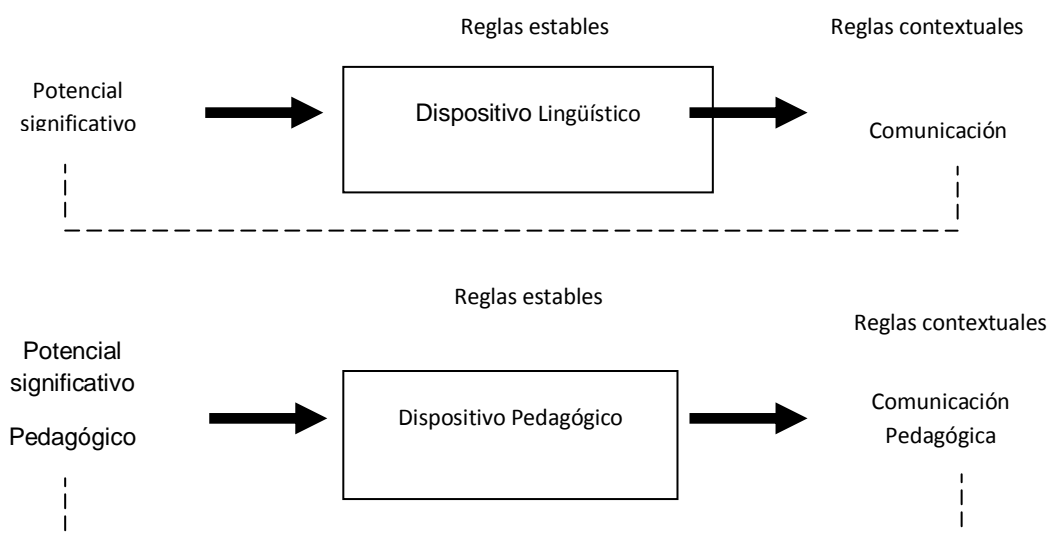 Reglas estables
Reglas contextuales
Potencial
significativo
Dispositivo Lingüístico
Comunicación
Reglas estables
Reglas contextuales
Potencial
significativo
Pedagógico
Dispositivo Pedagógico
Comunicación
Pedagógica